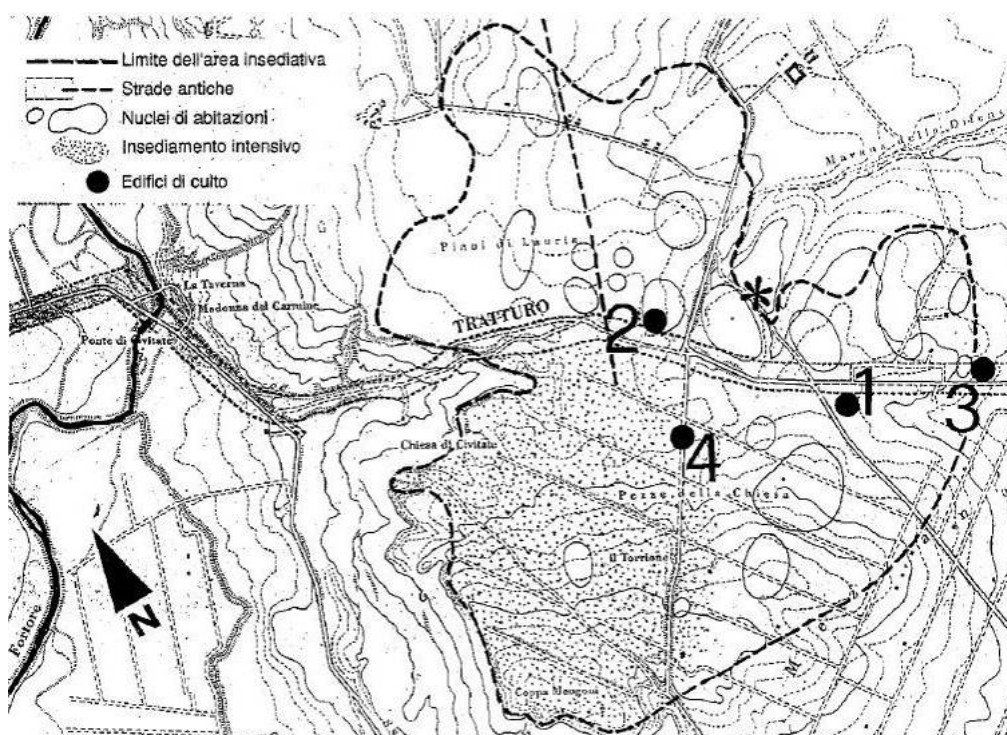 Limite dell'area insediativa
Strade antiche
Nuclei di abitazioni
Insediamento intensivo
Edifici di culto
G
Piani di Lauria
La Taverna
Madonna del Carmine
Ponte di Civitate
TRATTURO
2
1
3
Chiesa di Civitate
4
Pezze della Chiesa
il Torrione
N
Fortore
Coppa Mengoni
M